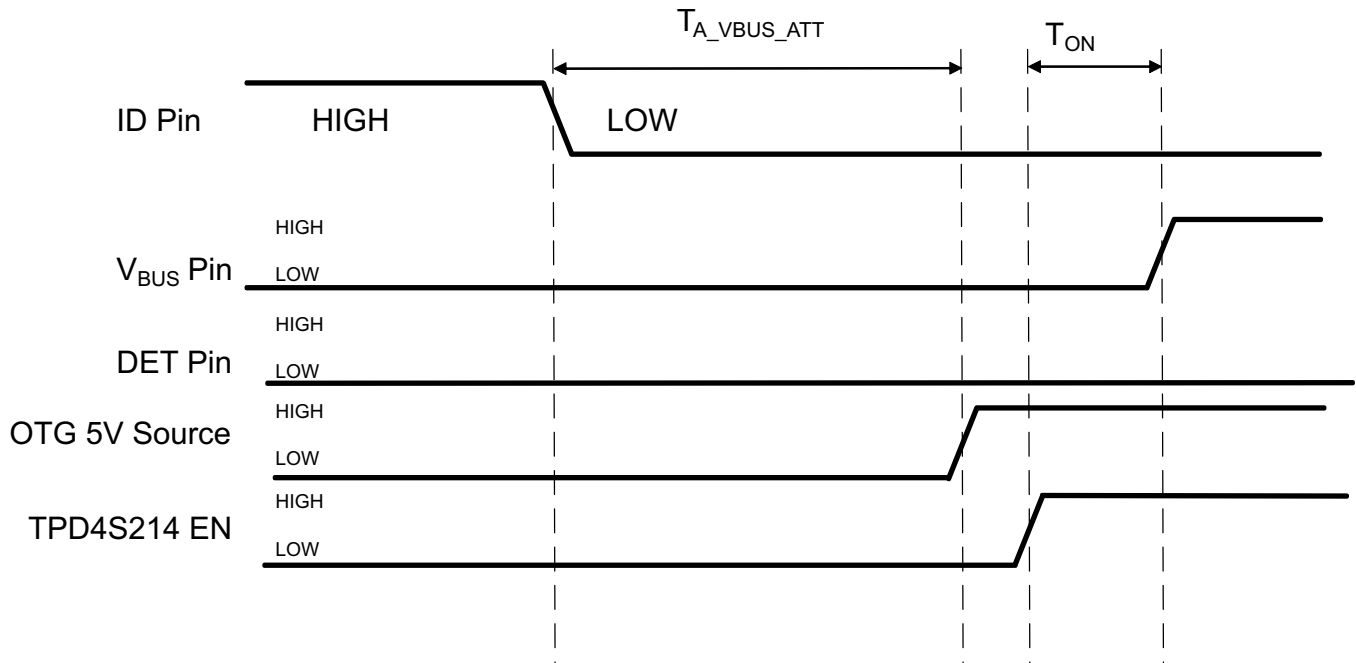 T_A_VBUS_ATT
T_ON
ID Pin HIGH LOW
HIGH
V_BUS Pin LOW
HIGH
DET Pin LOW
HIGH
OTG 5V Source
LOW
HIGH
TPD4S214 EN
LOW